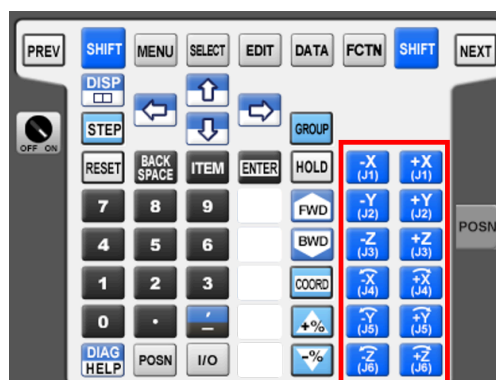 PREV SHIFT MENU SELECT EDIT DATA FCTN SHIFT NEXT
DISP
STEP GROUP
OFF ON
RESET BACK SPACE ITEM ENTER HOLD -X (J1) +X (J1)
7 8 9 FWD -Y (J2) +Y (J2)
POSN
4 5 6 BWD -Z (J3) +Z (J3)
1 2 3 COORD -X (J4) +X (J4)
0 . , - +% -Y (J5) +Y (J5)
DIAG HELP POSN I/O -% -Z (J6) +Z (J6)